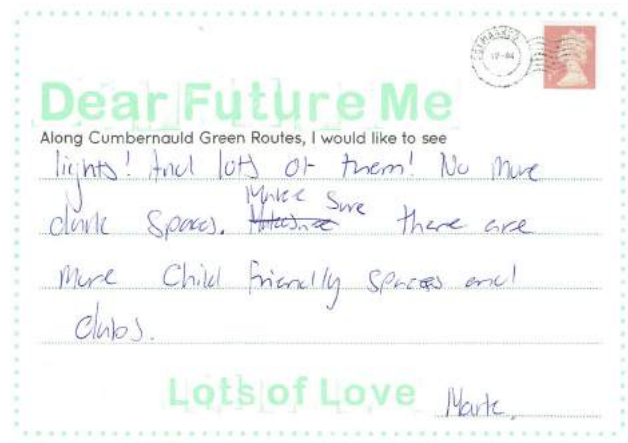 Dear Future Me
Along Cumbernauld Green Routes, I would like to see
lights! And lots of them! No more
dark spaces. Make sure there are
more child friendly spaces and
clubs.
Lots of Love Mark.